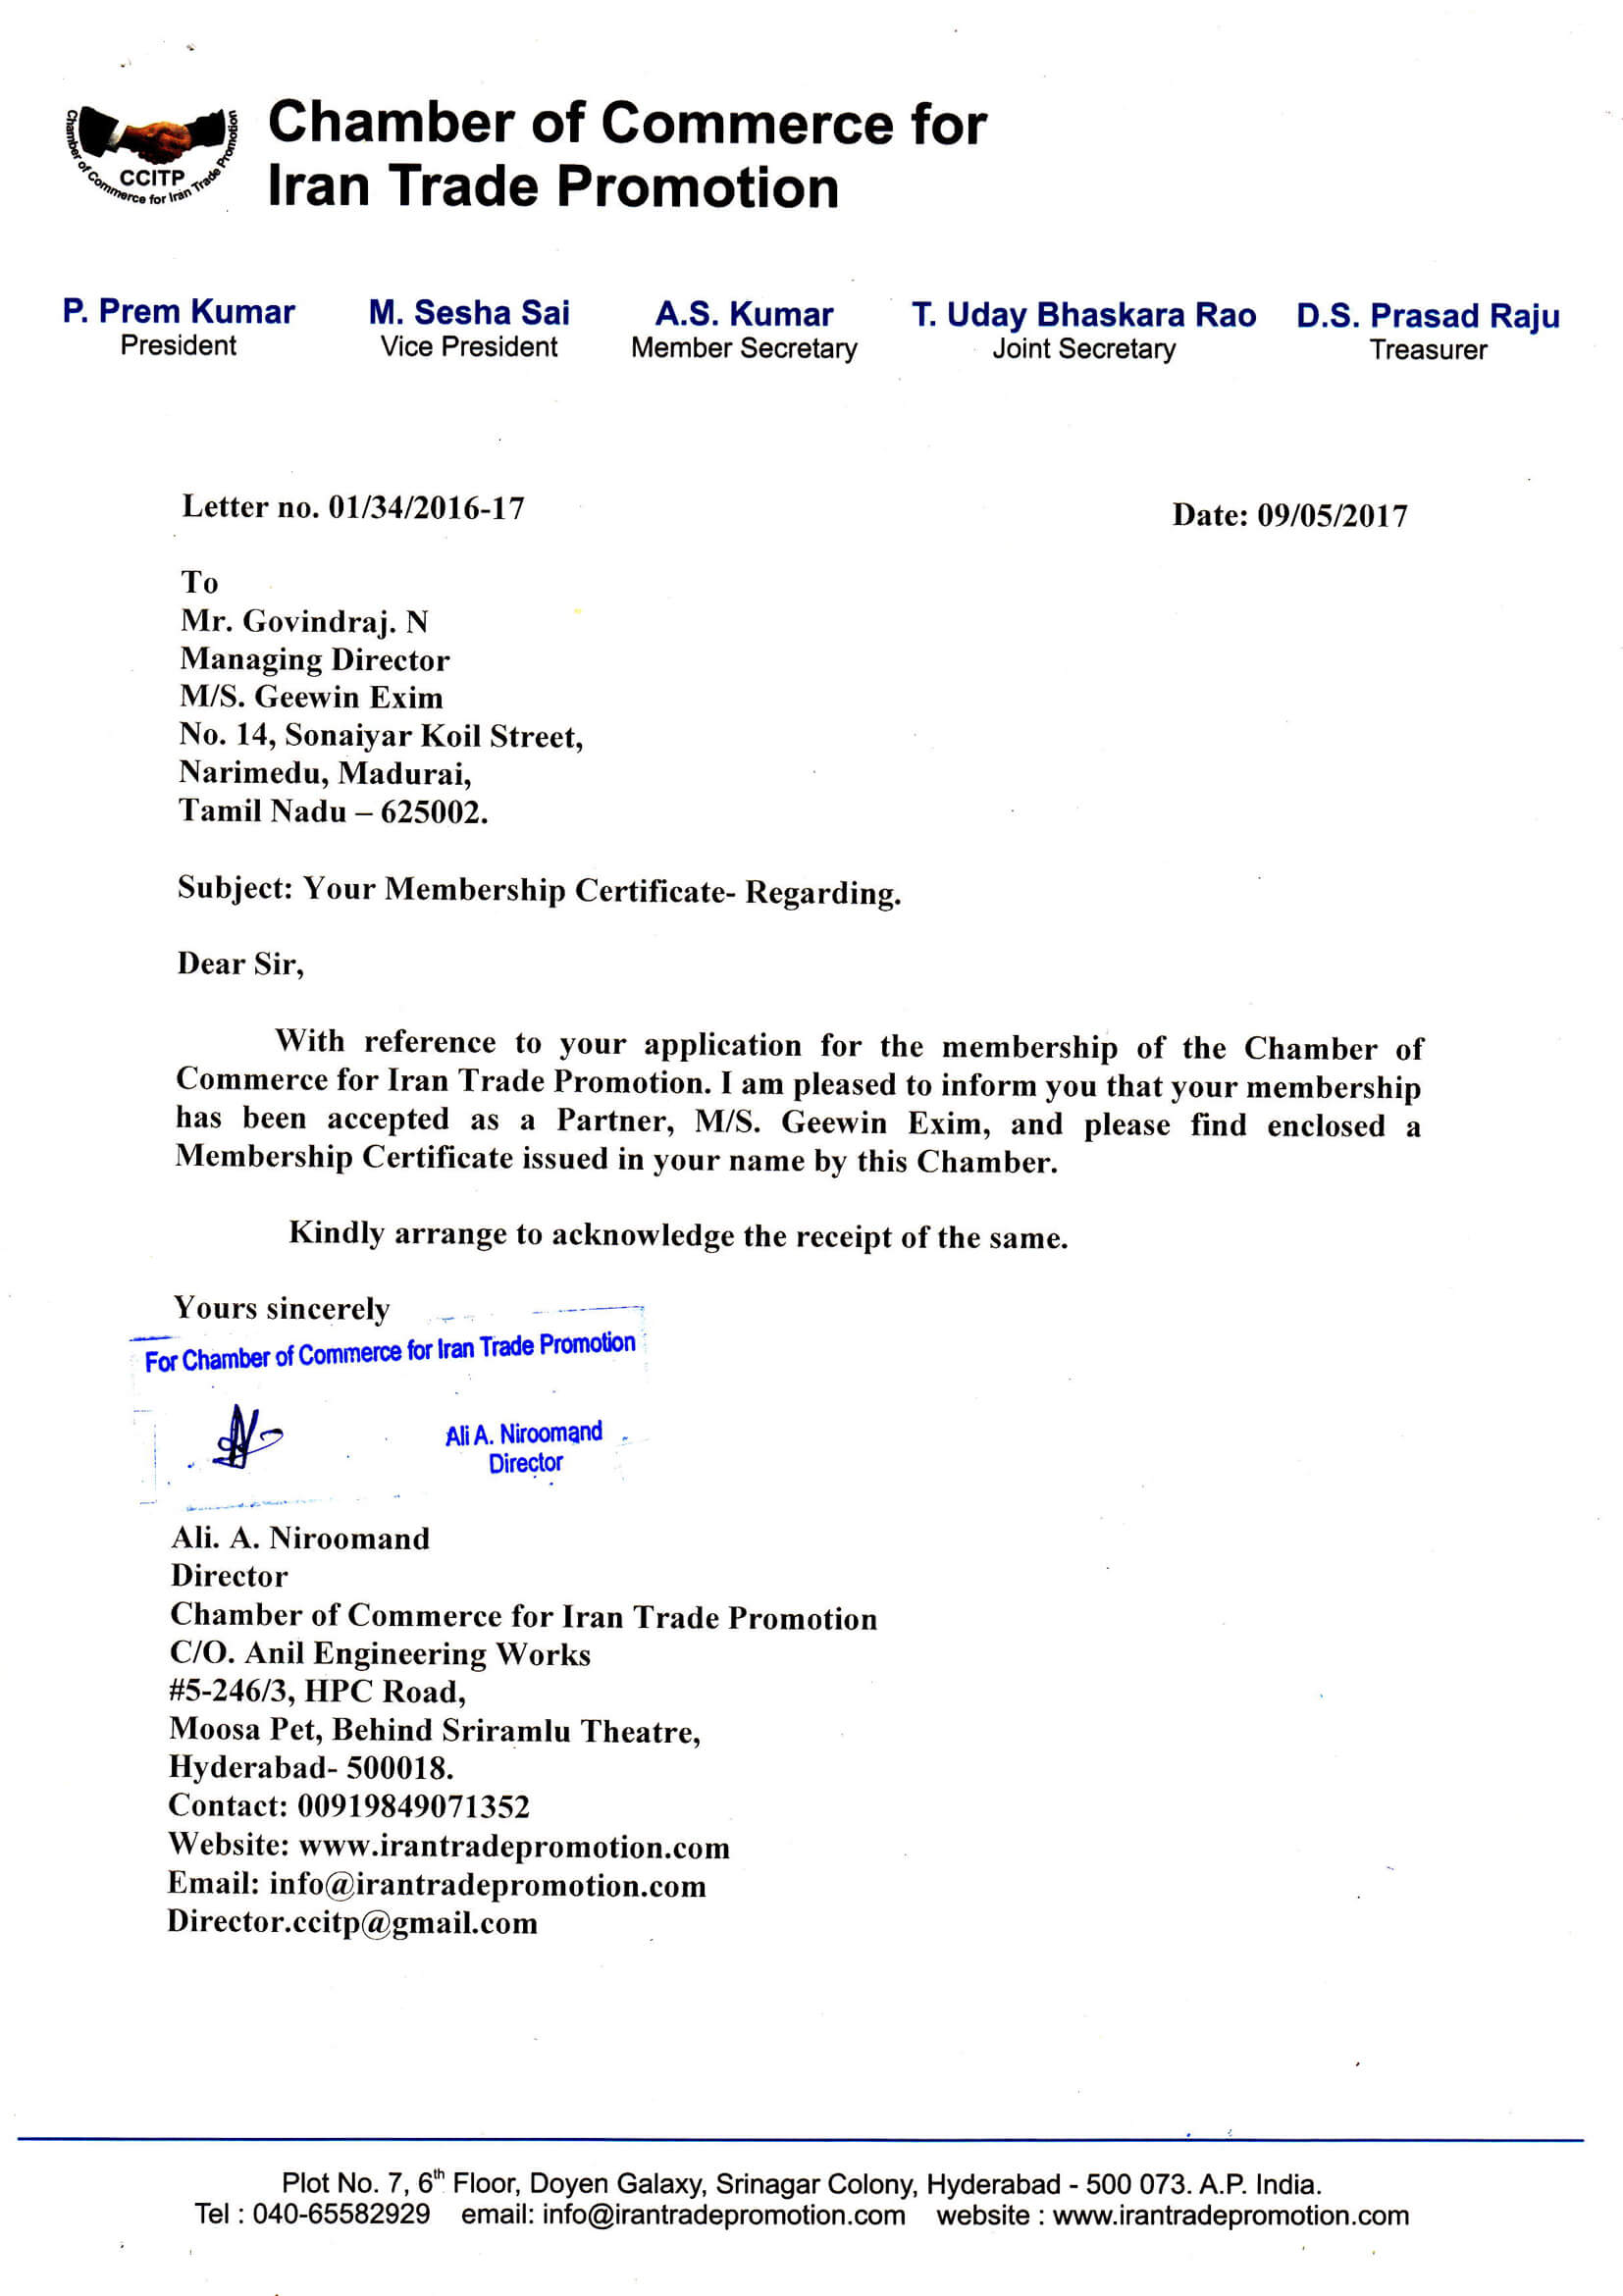 Chamber of Commerce for Iran Trade Promotion
CCITP
Chamber of Commerce for
Iran Trade Promotion
P. Prem Kumar M. Sesha Sai A.S. Kumar T. Uday Bhaskara Rao D.S. Prasad Raju
President Vice President Member Secretary Joint Secretary Treasurer
Letter no. 01/34/2016-17 Date: 09/05/2017
To
Mr. Govindraj. N
Managing Director
M/S. Geewin Exim
No. 14, Sonaiyar Koil Street,
Narimedu, Madurai,
Tamil Nadu – 625002.
Subject: Your Membership Certificate- Regarding.
Dear Sir,
With reference to your application for the membership of the Chamber of
Commerce for Iran Trade Promotion. I am pleased to inform you that your membership
has been accepted as a Partner, M/S. Geewin Exim, and please find enclosed a
Membership Certificate issued in your name by this Chamber.
Kindly arrange to acknowledge the receipt of the same.
Yours sincerely
For Chamber of Commerce for Iran Trade Promotion
Ali A. Niroomand
Director
Ali. A. Niroomand
Director
Chamber of Commerce for Iran Trade Promotion
C/O. Anil Engineering Works
#5-246/3, HPC Road,
Moosa Pet, Behind Sriramlu Theatre,
Hyderabad- 500018.
Contact: 00919849071352
Website: www.irantradepromotion.com
Email: info@irantradepromotion.com
Director.ccitp@gmail.com
Plot No. 7, 6th Floor, Doyen Galaxy, Srinagar Colony, Hyderabad - 500 073. A.P. India.
Tel : 040-65582929 email: info@irantradepromotion.com website : www.irantradepromotion.com